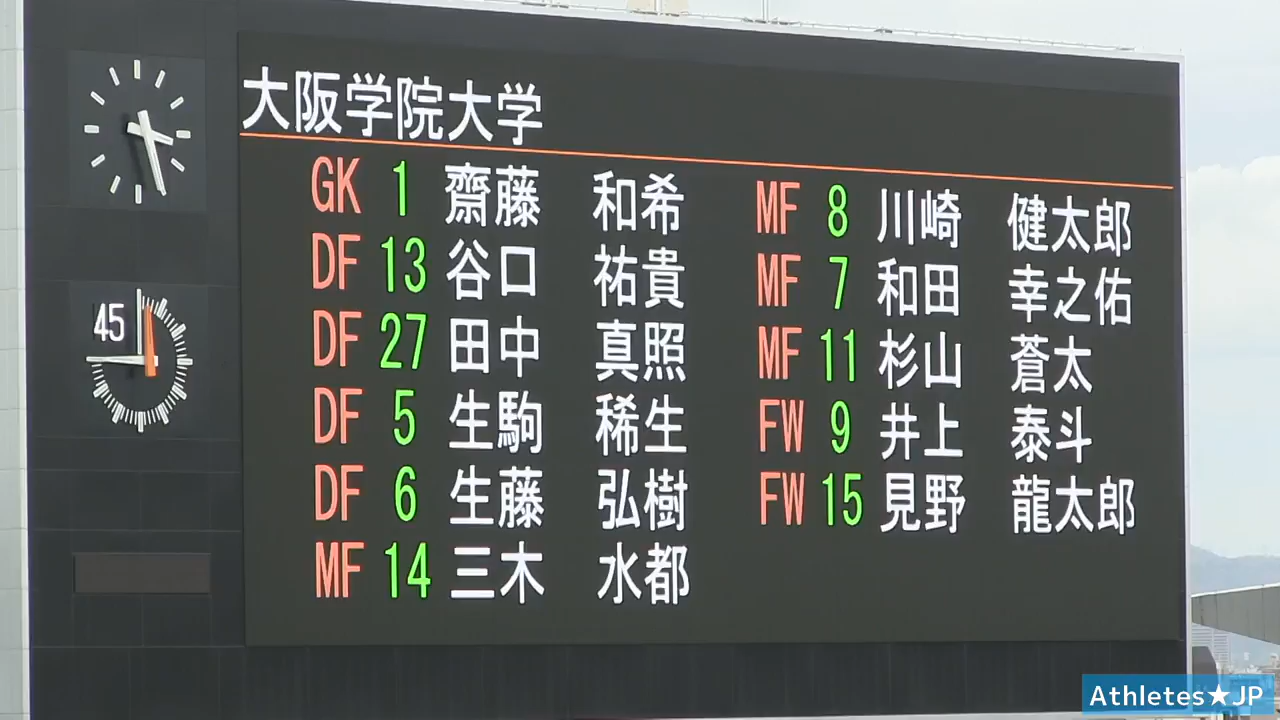 大阪学院大学
GK 1 齋藤 和希
DF 13 谷口 祐貴
DF 27 田中 真照
DF 5 生駒 稀生
DF 6 生藤 弘樹
MF 14 三木 水都
MF 8 川崎 健太郎
MF 7 和田 幸之佑
MF 11 杉山 蒼太
FW 9 井上 泰斗
FW 15 見野 龍太郎
45
Athletes★JP